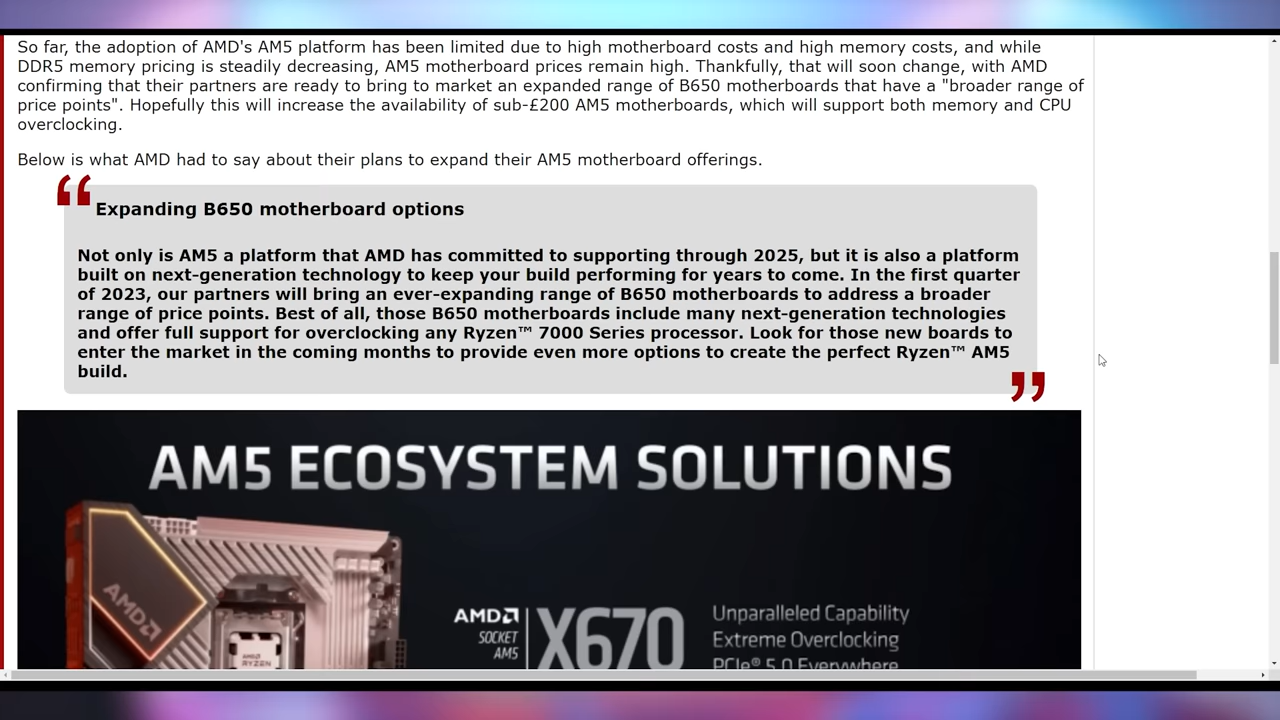 So far, the adoption of AMD's AM5 platform has been limited due to high motherboard costs and high memory costs, and while
DDR5 memory pricing is steadily decreasing, AM5 motherboard prices remain high. Thankfully, that will soon change, with AMD
confirming that their partners are ready to bring to market an expanded range of B650 motherboards that have a "broader range of
price points". Hopefully this will increase the availability of sub-£200 AM5 motherboards, which will support both memory and CPU
overclocking.
Below is what AMD had to say about their plans to expand their AM5 motherboard offerings.
“
Expanding B650 motherboard options
Not only is AM5 a platform that AMD has committed to supporting through 2025, but it is also a platform
built on next-generation technology to keep your build performing for years to come. In the first quarter
of 2023, our partners will bring an ever-expanding range of B650 motherboards to address a broader
range of price points. Best of all, those B650 motherboards include many next-generation technologies
and offer full support for overclocking any Ryzen™ 7000 Series processor. Look for those new boards to
enter the market in the coming months to provide even more options to create the perfect Ryzen™ AM5
build.
”
AM5 ECOSYSTEM SOLUTIONS
AMD
AMD
RYZEN
AMD
SOCKET
AM5
X670
Unparalleled Capability
Extreme Overclocking
PCIe® 5.0 Everywhere